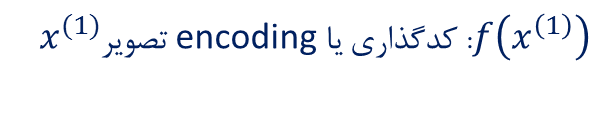 f(x^(1)): کدگذاری یا encoding تصویر x^(1)